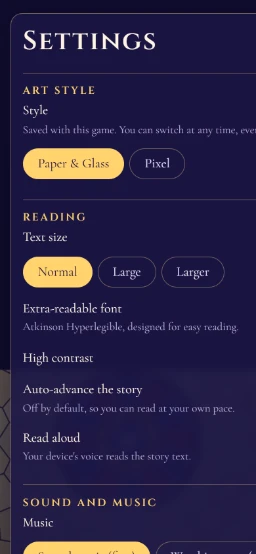 SETTINGS
ART STYLE
Style
Saved with this game. You can switch at any time,
Paper & Glass
Pixel
READING
Text size
Normal
Large
Larger
Extra-readable font
Atkinson Hyperlegible, designed for easy reading.
High contrast
Auto-advance the story
Off by default, so you can read at your own pace.
Read aloud
Your device's voice reads the story text.
SOUND AND MUSIC
Music